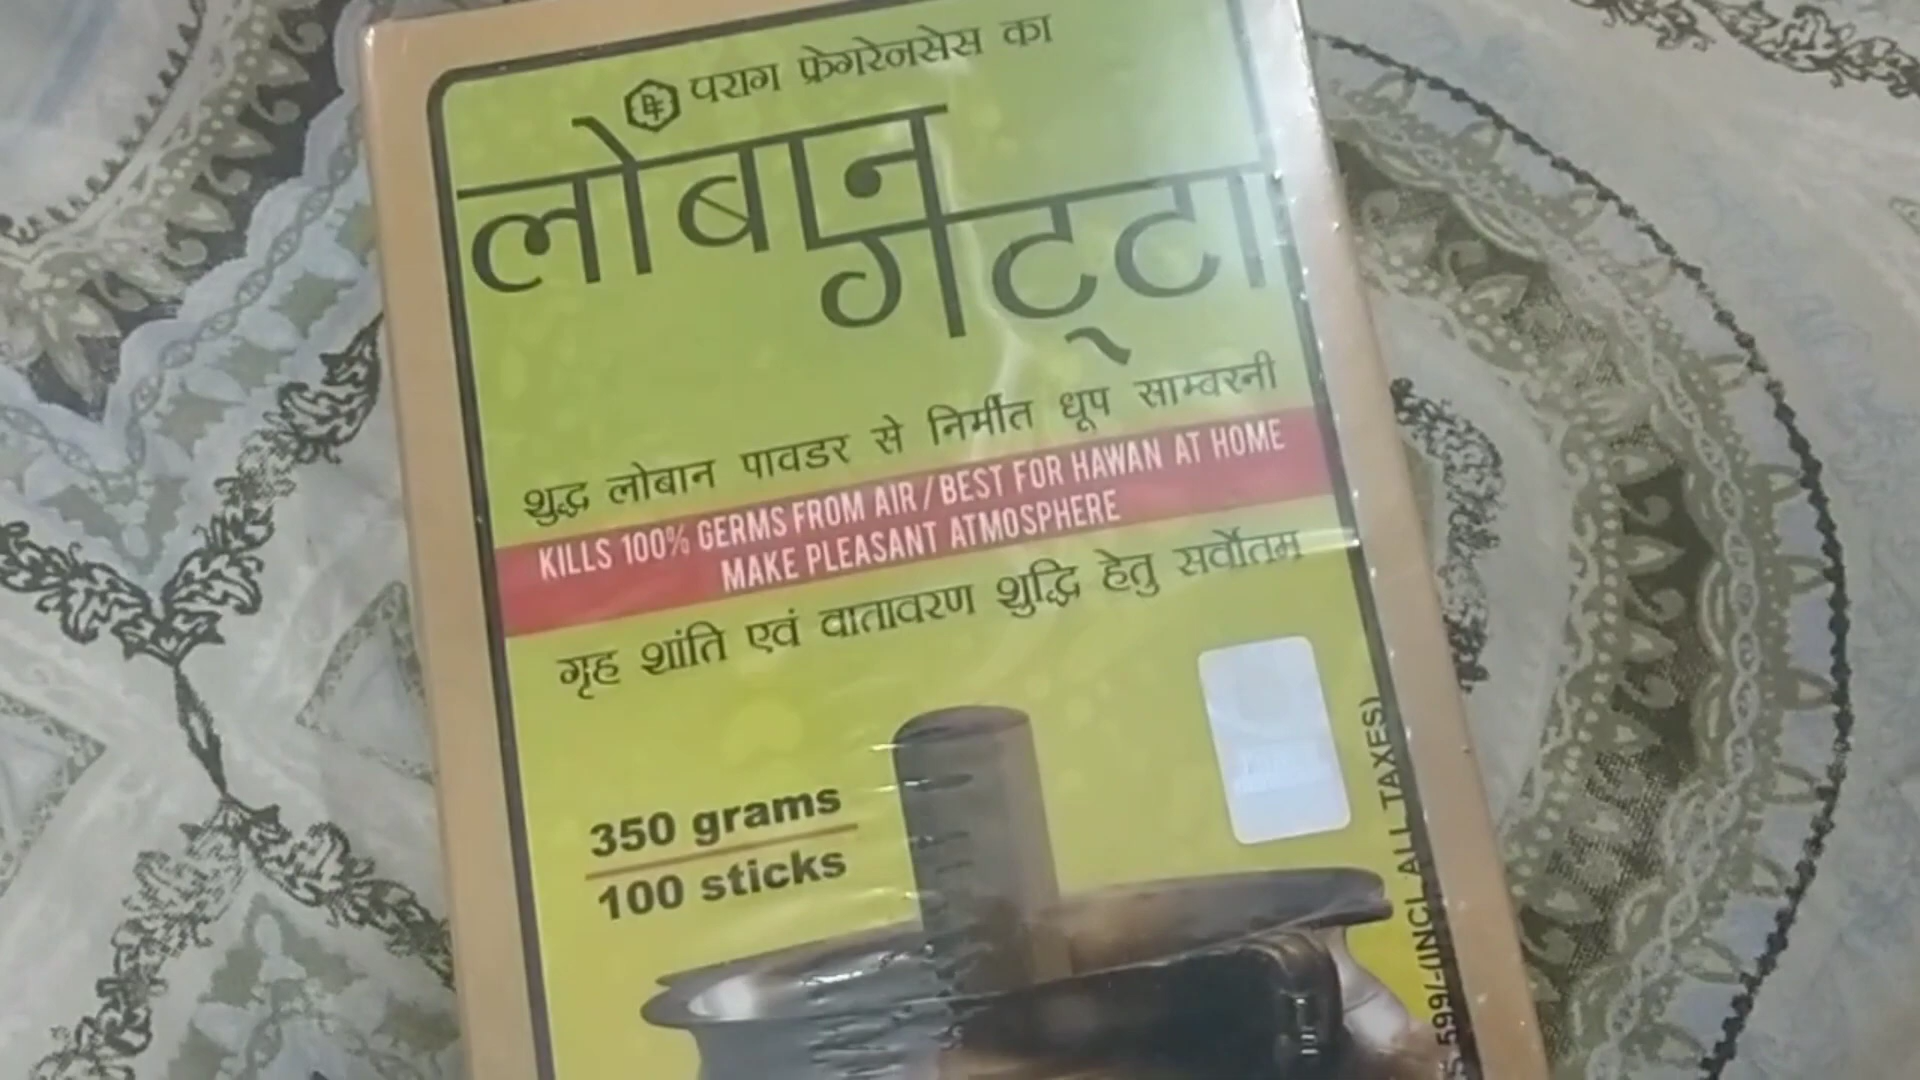 पराग फ्रेगरेनसेस का
लोबान
गट्टा
शुद्ध लोबान पावडर से निर्मीत धूप साम्बरनी
KILLS 100% GERMS FROM AIR / BEST FOR HAWAN AT HOME
MAKE PLEASANT ATMOSPHERE
गृह शांति एवं वातावरण शुद्धि हेतु सर्वोतम
350 grams
100 sticks
599/-(INCL. ALL TAXES)